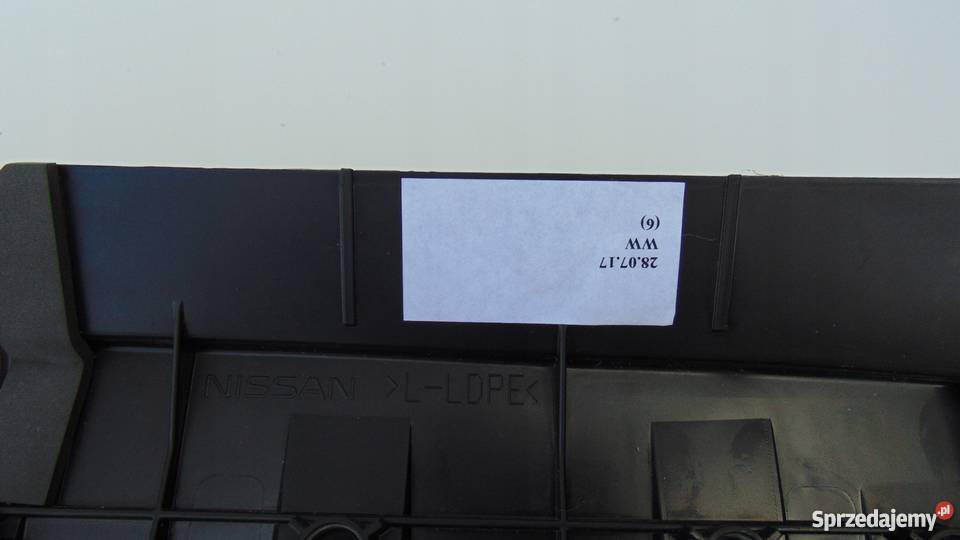 28.07.17
WW
(6)
NISSAN >L-LDPE<
Sprzedajemy.pl